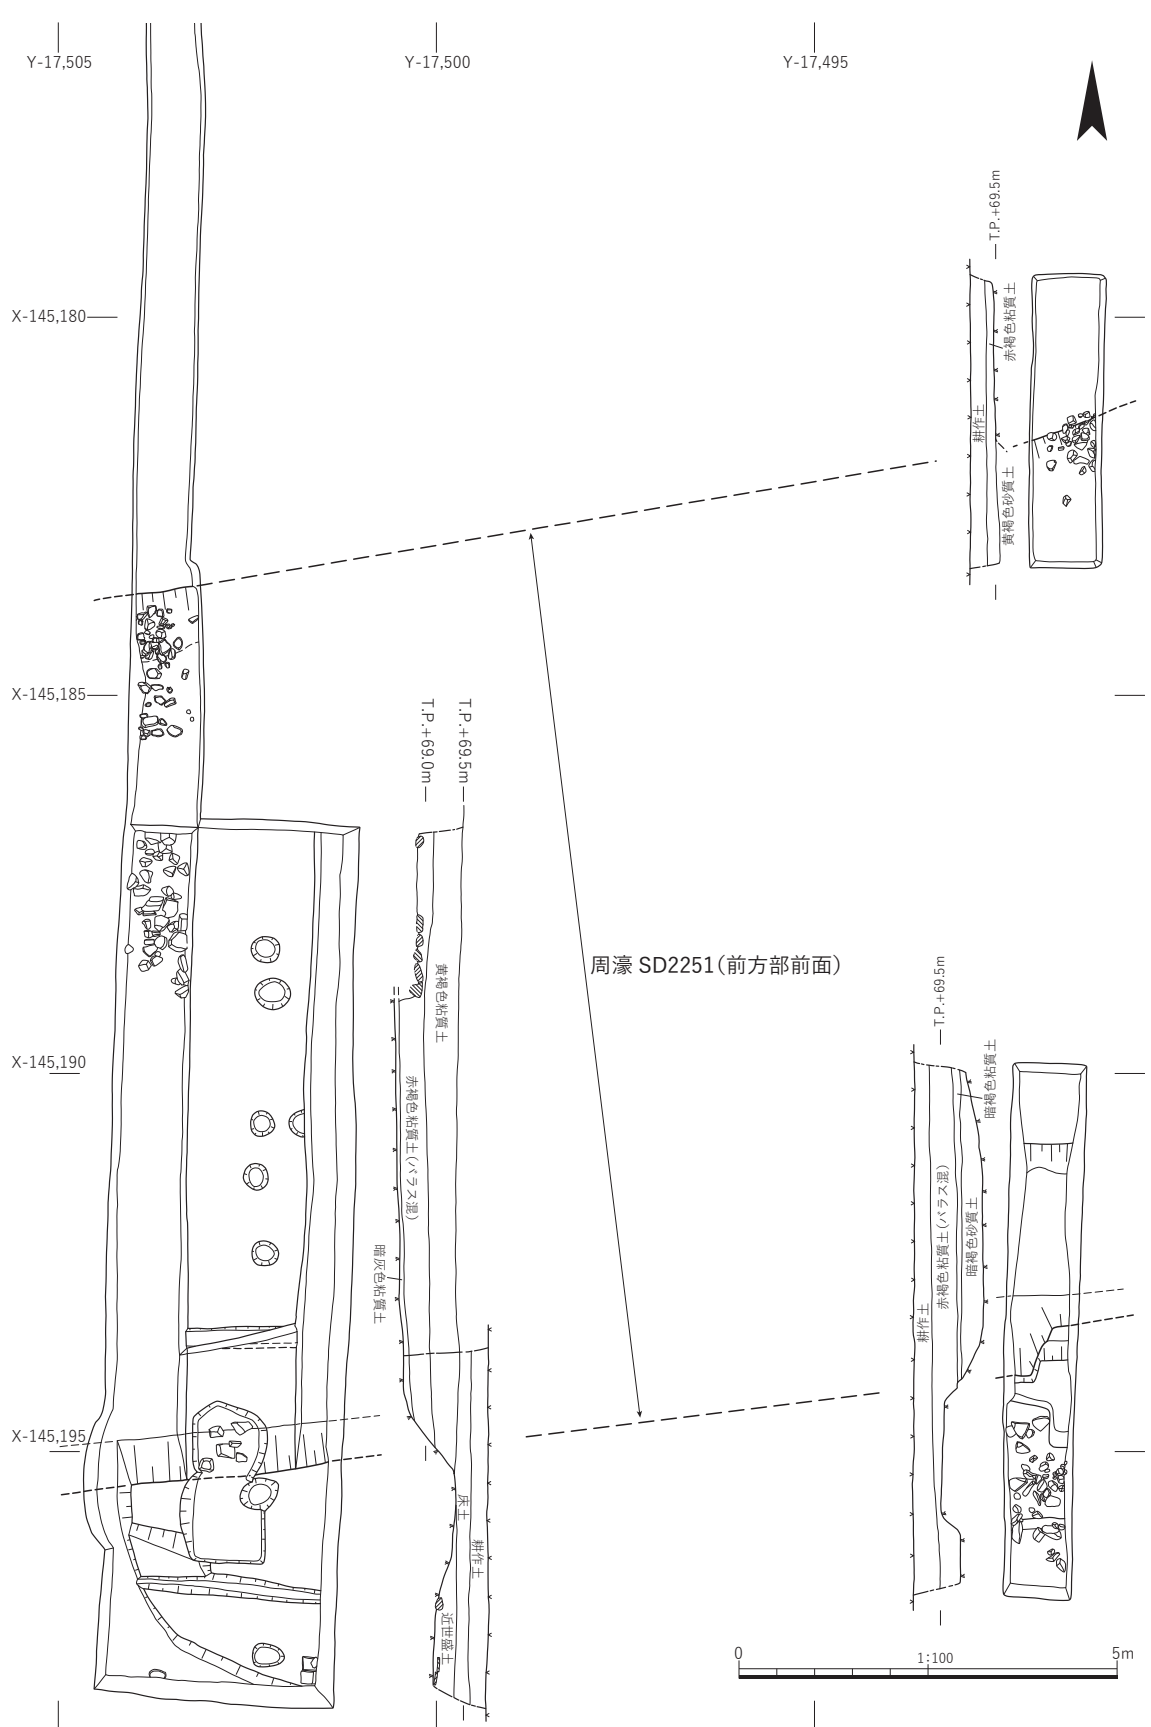 Y-17,505
Y-17,500
Y-17,495
T.P.+69.5m
X-145,180
赤褐色粘質土
耕作土
黄褐色砂質土
X-145,185
T.P.+69.0m
T.P.+69.5m
周濠 SD2251(前方部前面)
黄褐色粘質土
T.P.+69.5m
X-145,190
暗褐色粘質土
赤褐色粘質土(バラス混)
赤褐色粘質土(バラス混)
暗褐色砂質土
暗灰色粘質土
耕作土
X-145,195
床土
耕作土
近世盛土
0
1:100
5m